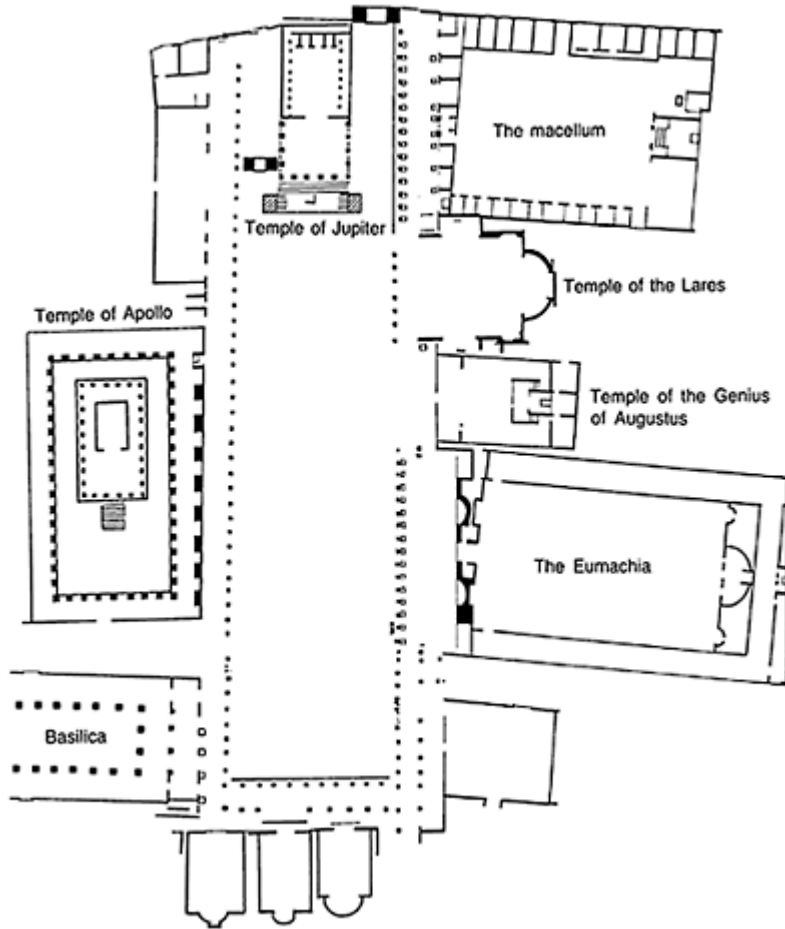 The macellum
Temple of Jupiter
Temple of the Lares
Temple of Apollo
Temple of the Genius
of Augustus
The Eumachia
Basilica